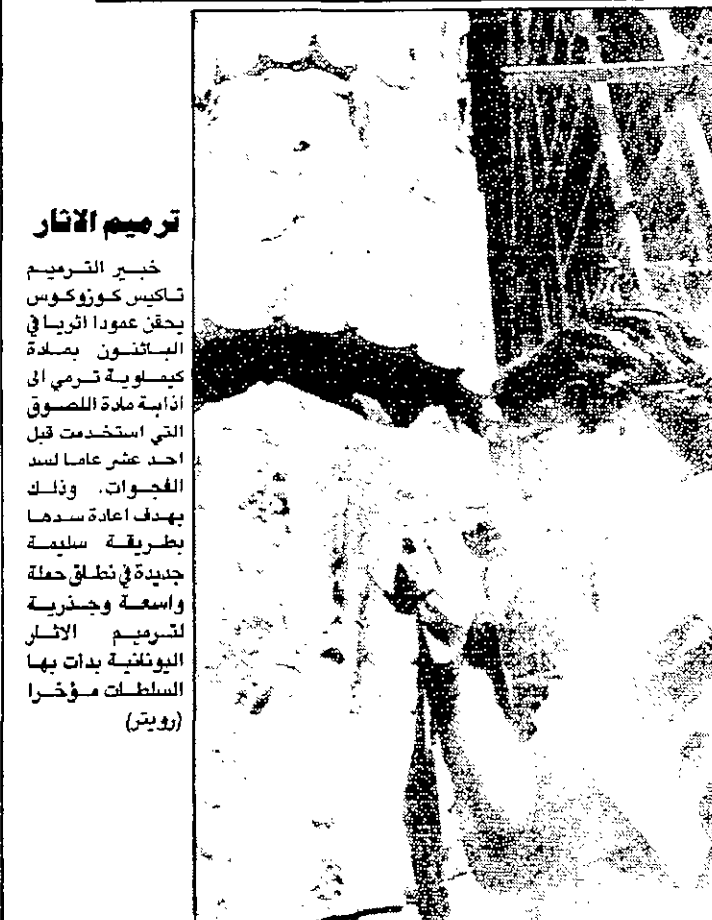 ترميم الاثار
خبير الترميم
تاكيس كوزوكوس
يحقن عمودا اثريا في
الباثنون بمادة
كيماوية ترمي الى
اذابة مادة اللصوق
التي استخدمت قبل
احد عشر عاما لسد
الفجوات. وذلك
بهدف اعادة سدها
بطريقة سليمة
جديدة في نطاق حملة
واسعة وجذرية
لترميم الاثار
اليونانية بدات بها
السلطات مؤخرا
(رويتر)